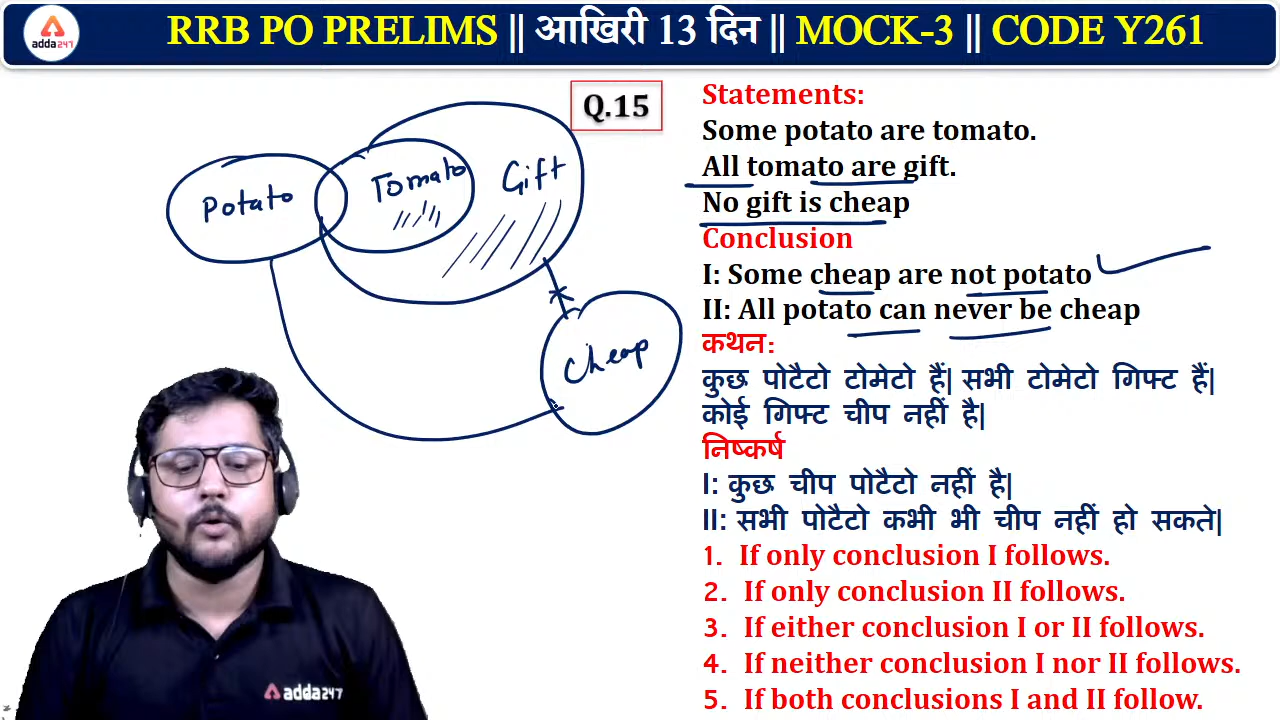 adda247
RRB PO PRELIMS || आखिरी 13 दिन || MOCK-3 || CODE Y261
Q.15
Potato
Tomato
Gift
Cheap
Statements:
Some potato are tomato.
All tomato are gift.
No gift is cheap
Conclusion
I: Some cheap are not potato
II: All potato can never be cheap
कथन:
कुछ पोटैटो टोमेटो हैं| सभी टोमेटो गिफ्ट हैं|
कोई गिफ्ट चीप नहीं है|
निष्कर्ष
I: कुछ चीप पोटैटो नहीं है|
II: सभी पोटैटो कभी भी चीप नहीं हो सकते|
1. If only conclusion I follows.
2. If only conclusion II follows.
3. If either conclusion I or II follows.
4. If neither conclusion I nor II follows.
5. If both conclusions I and II follow.
adda247